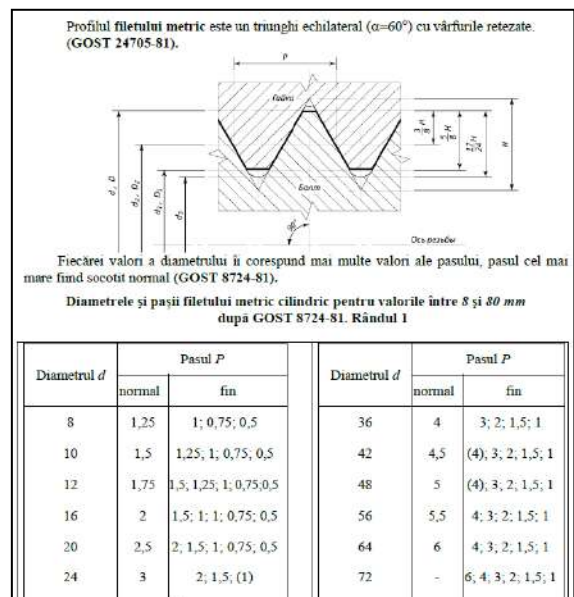 Profilul filetului metric este un triunghi echilateral (α=60°) cu vârfurile retezate.
(GOST 24705-81).
P
Гайка
3/8 H
5/8 H
17/24 H
H
d, D
d₂, D₂
d₁, D₁
d₃
Болт
90°
Ось резьбы
Fiecărei valori a diametrului îi corespund mai multe valori ale pasului, pasul cel mai
mare fiind socotit normal (GOST 8724-81).
Diametrele și pașii filetului metric cilindric pentru valorile între 8 și 80 mm
după GOST 8724-81. Rândul 1
Diametrul d Pasul P Diametrul d Pasul P
normal fin normal fin
8 1,25 1; 0,75; 0,5 36 4 3; 2; 1,5; 1
10 1,5 1,25; 1; 0,75; 0,5 42 4,5 (4); 3; 2; 1,5; 1
12 1,75 1,5; 1,25; 1; 0,75;0,5 48 5 (4); 3; 2; 1,5; 1
16 2 1,5; 1; 1; 0,75; 0,5 56 5,5 4; 3; 2; 1,5; 1
20 2,5 2; 1,5; 1; 0,75; 0,5 64 6 4; 3; 2; 1,5; 1
24 3 2; 1,5; (1) 72 - 6; 4; 3; 2; 1,5; 1